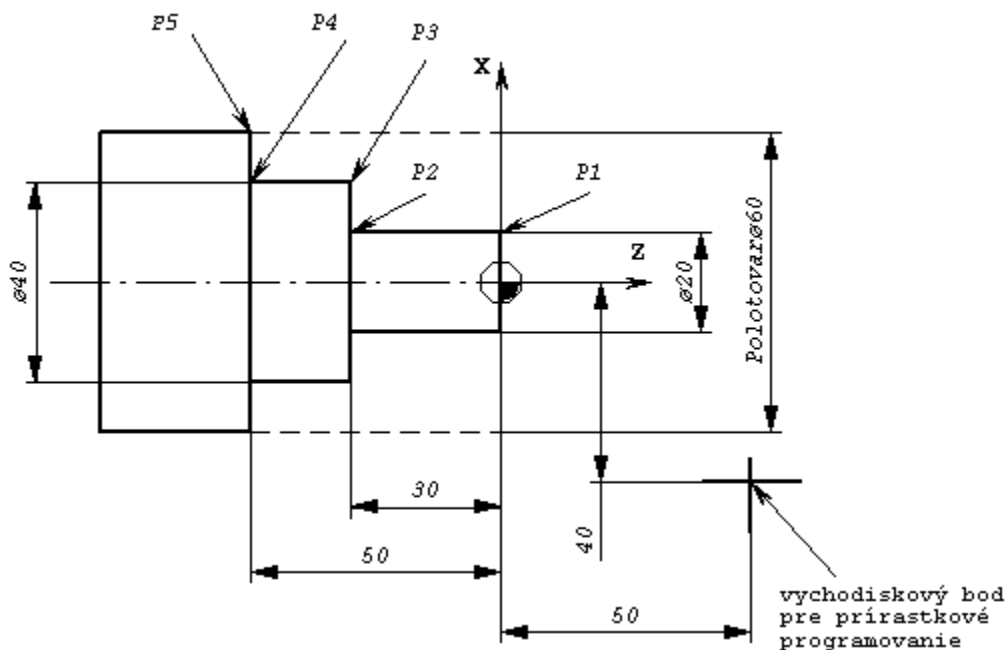 P5
P4
P3
X
P2
P1
Z
ø40
ø20
Polotovarø60
30
40
50
50
vychodiskový bod
pre prírastkové
programovanie